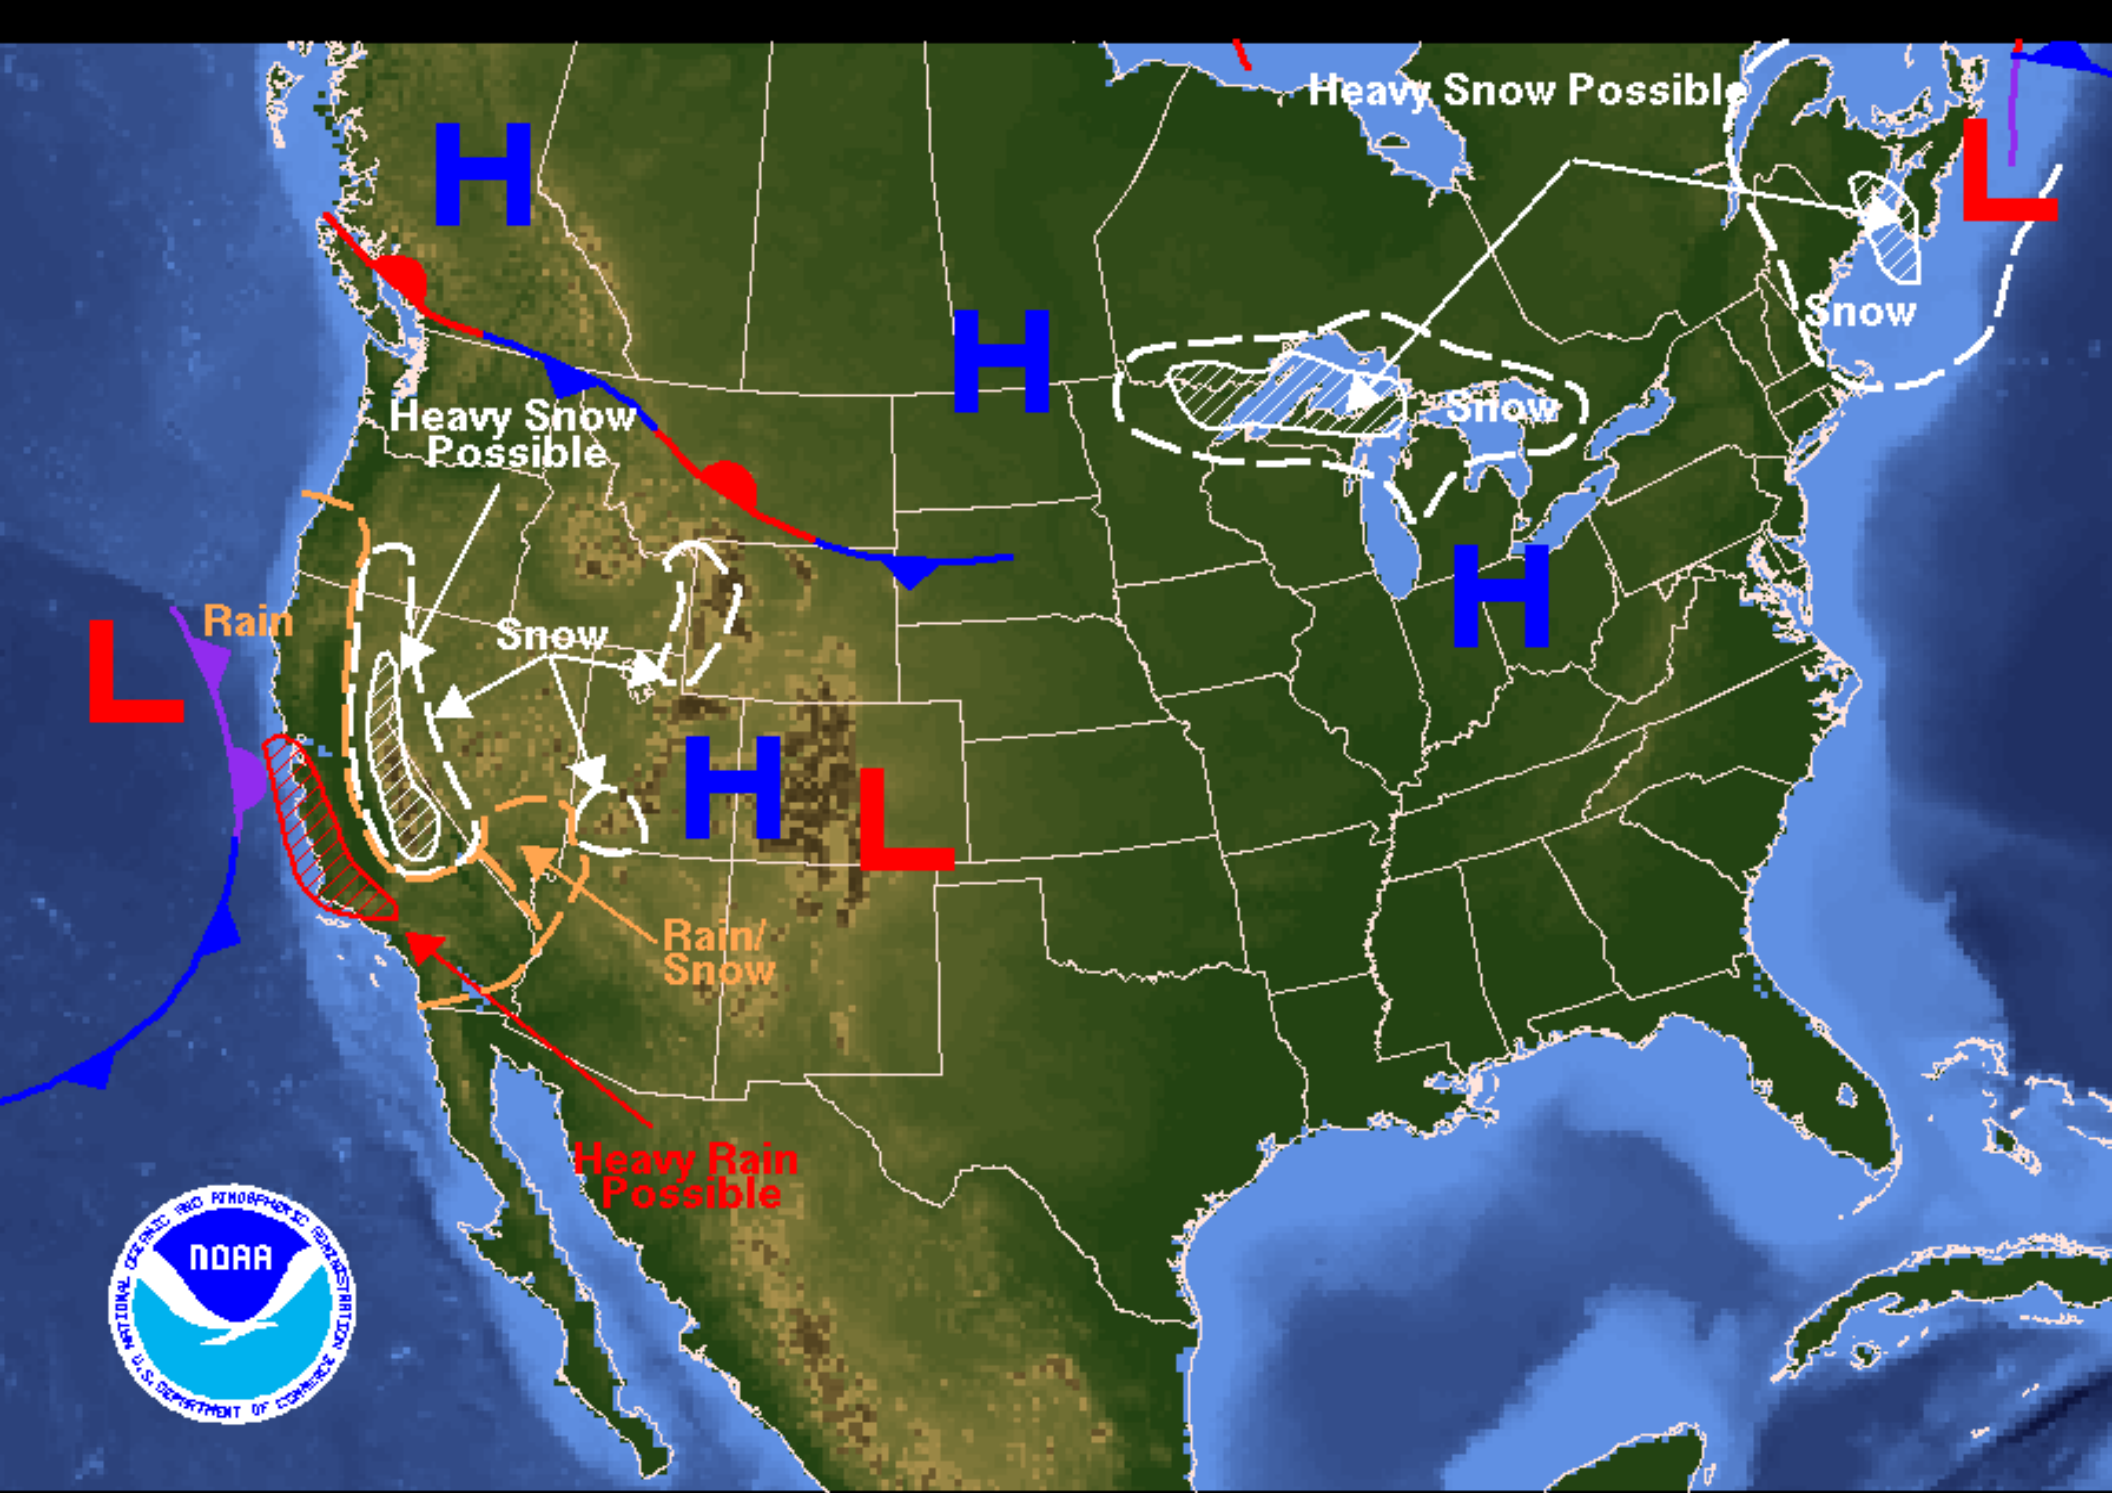 Heavy Snow Possible
H
L
Snow
H
Snow
Heavy Snow
Possible
H
Rain
L
Snow
H
L
Rain/
Snow
Heavy Rain
Possible
NATIONAL OCEANIC AND ATMOSPHERIC ADMINISTRATION
NOAA
U.S. DEPARTMENT OF COMMERCE